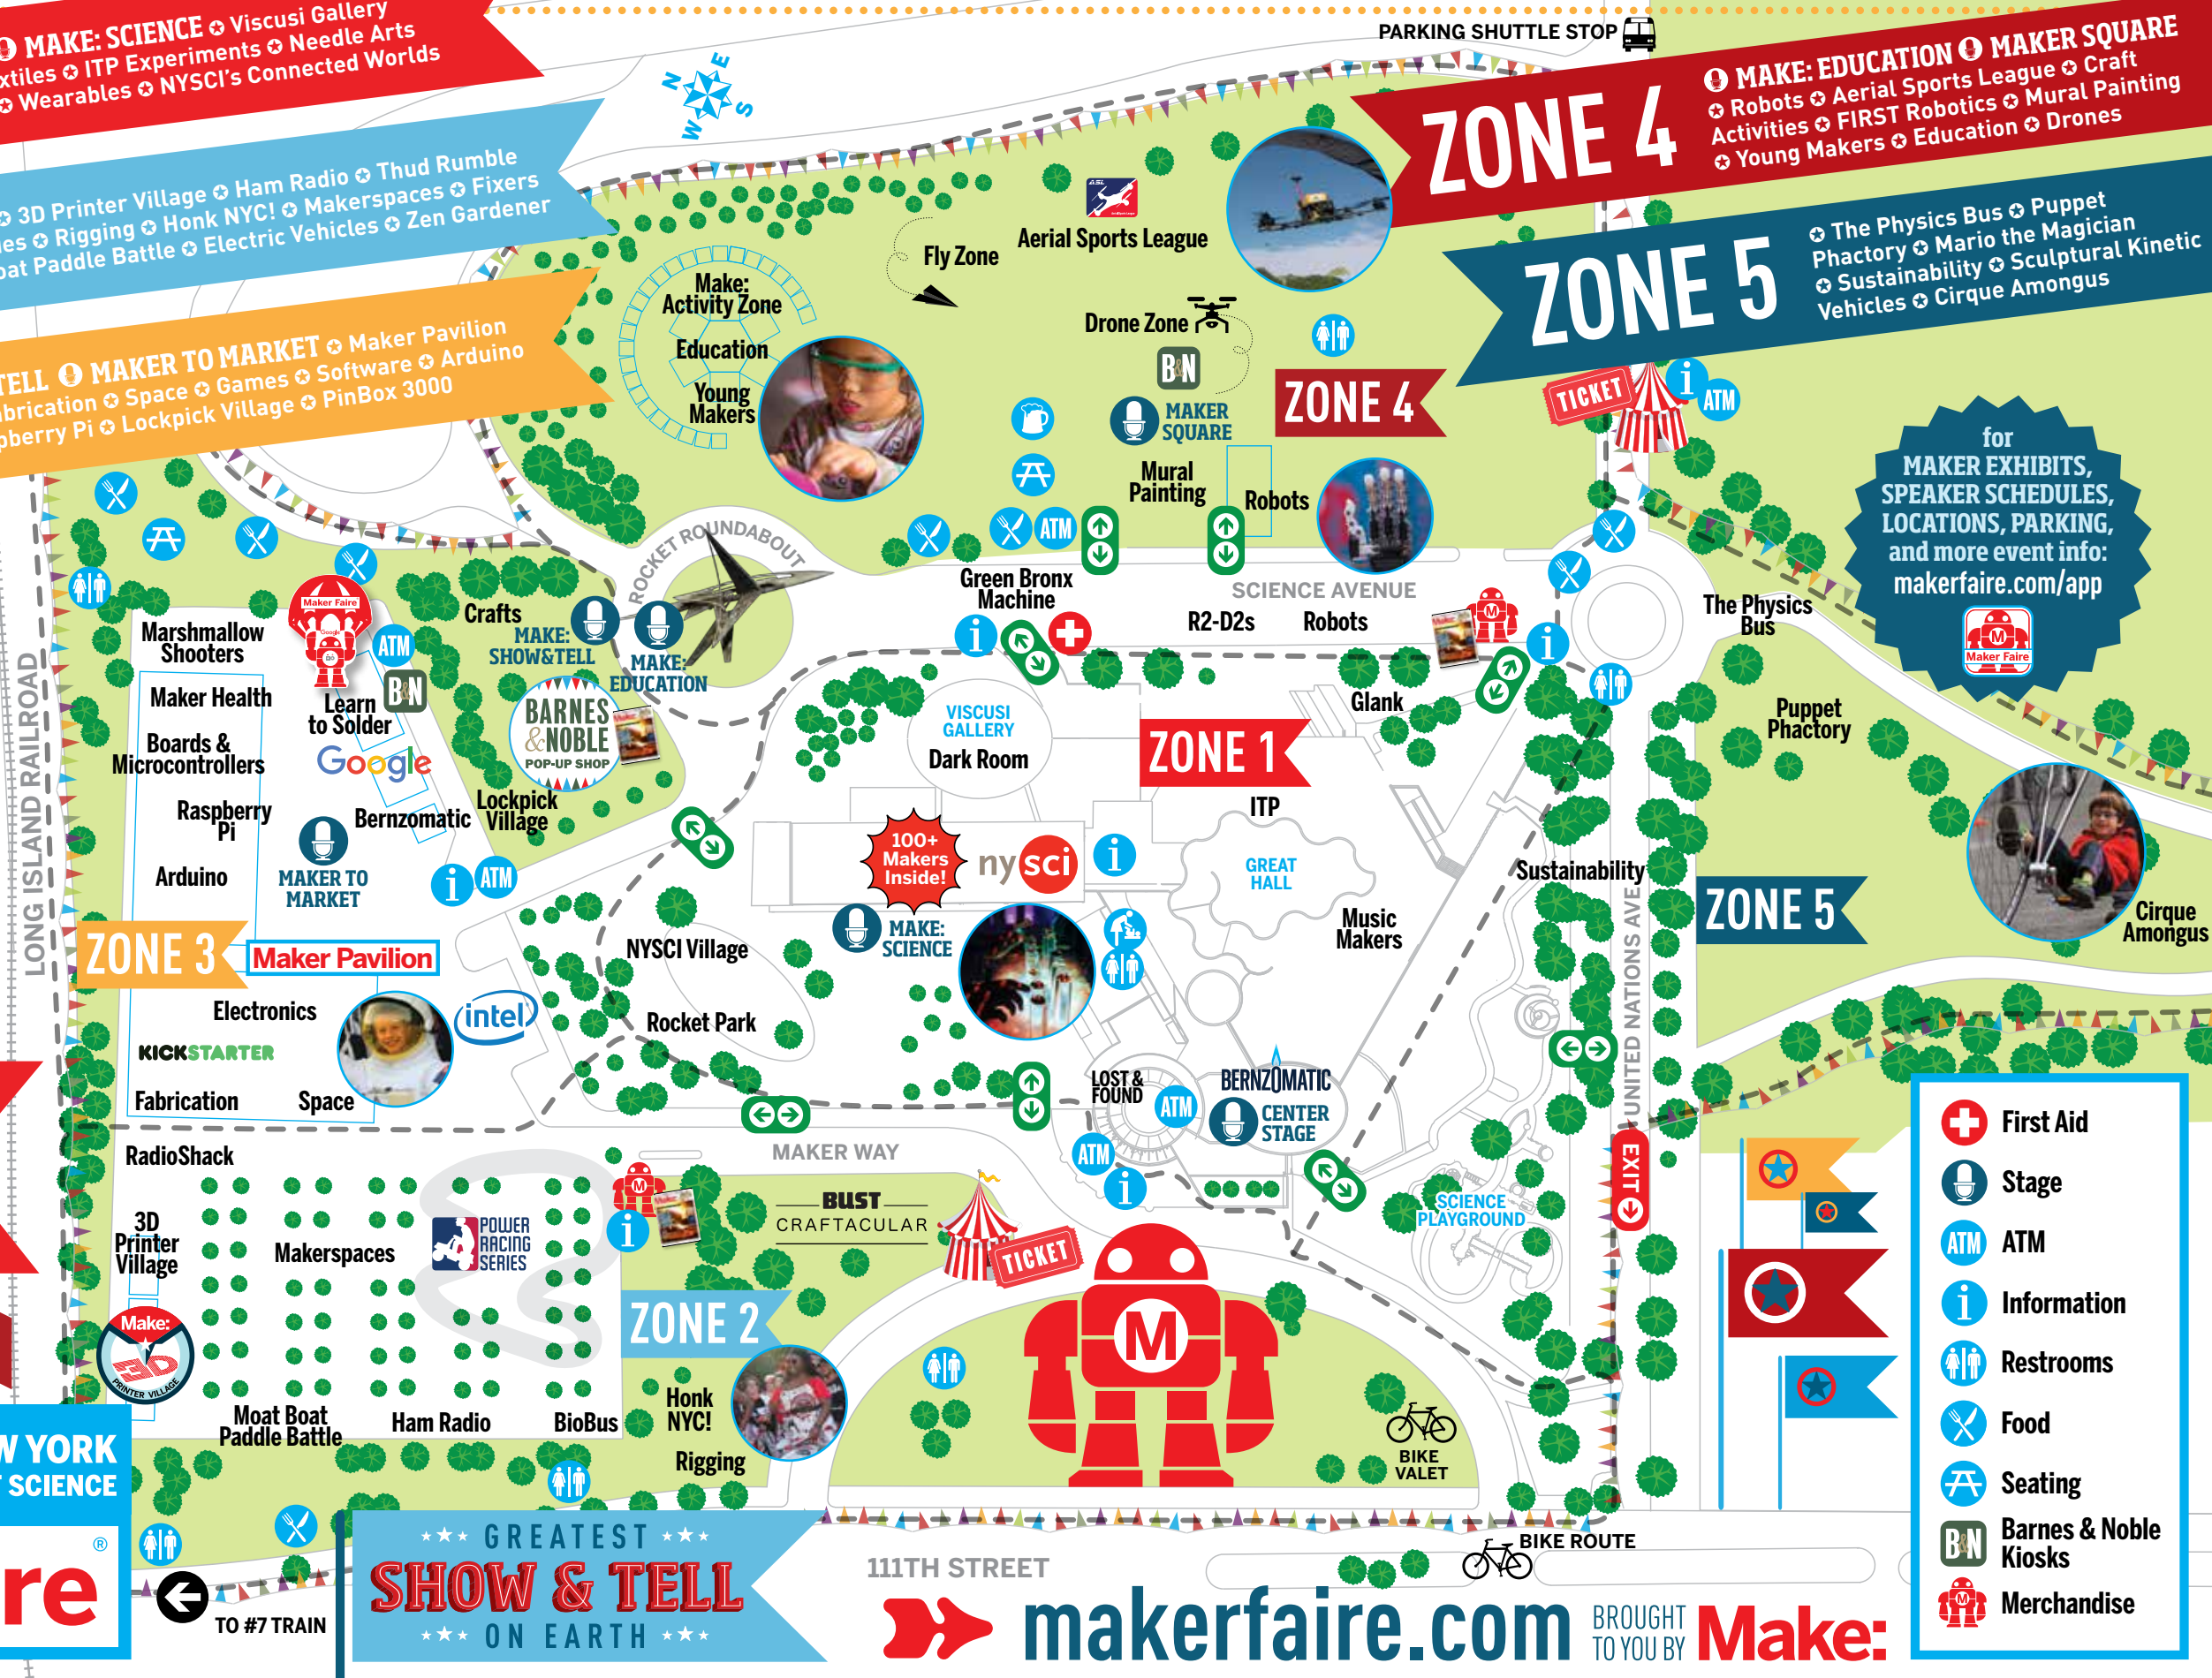 MAKE: SCIENCE ✪ Viscusi Gallery
xtiles ✪ ITP Experiments ✪ Needle Arts
✪ Wearables ✪ NYSCI's Connected Worlds
✪ 3D Printer Village ✪ Ham Radio ✪ Thud Rumble
es ✪ Rigging ✪ Honk NYC! ✪ Makerspaces ✪ Fixers
oat Paddle Battle ✪ Electric Vehicles ✪ Zen Gardener
TELL MAKER TO MARKET ✪ Maker Pavilion
brication ✪ Space ✪ Games ✪ Software ✪ Arduino
pberry Pi ✪ Lockpick Village ✪ PinBox 3000
N E
W S
PARKING SHUTTLE STOP
ZONE 4
MAKE: EDUCATION MAKER SQUARE
✪ Robots ✪ Aerial Sports League ✪ Craft
Activities ✪ FIRST Robotics ✪ Mural Painting
✪ Young Makers ✪ Education ✪ Drones
ZONE 5
✪ The Physics Bus ✪ Puppet
Phactory ✪ Mario the Magician
✪ Sustainability ✪ Sculptural Kinetic
Vehicles ✪ Cirque Amongus
ASL
Aerial Sports League
Fly Zone
Make:
Activity Zone
Education
Young
Makers
Drone Zone
B&N
MAKER
SQUARE
ZONE 4
Mural
Painting
Robots
TICKET
i
ATM
for
MAKER EXHIBITS,
SPEAKER SCHEDULES,
LOCATIONS, PARKING,
and more event info:
makerfaire.com/app
M
Maker Faire
ATM
ROCKET ROUNDABOUT
Green Bronx
Machine
SCIENCE AVENUE
R2-D2s
Robots
i
M
i
The Physics
Bus
Puppet
Phactory
Glank
LONG ISLAND RAILROAD
Marshmallow
Shooters
Maker Faire
Google
ATM
Crafts
MAKE:
SHOW&TELL
MAKE:
EDUCATION
Maker Health
Learn
to Solder
B&N
BARNES
&NOBLE
POP-UP SHOP
Boards &
Microcontrollers
Google
Raspberry
Pi
Bernzomatic
Lockpick
Village
Arduino
MAKER TO
MARKET
i
ATM
ZONE 3
Maker Pavilion
Electronics
intel
KICKSTARTER
Fabrication
Space
VISCUSI
GALLERY
Dark Room
ZONE 1
ITP
100+
Makers
Inside!
nysci
i
GREAT
HALL
MAKE:
SCIENCE
Music
Makers
NYSCI Village
Rocket Park
Sustainability
UNITED NATIONS AVE
ZONE 5
Cirque
Amongus
LOST &
FOUND
ATM
BERNZOMATIC
CENTER
STAGE
MAKER WAY
ATM
i
SCIENCE
PLAYGROUND
EXIT
RadioShack
3D
Printer
Village
Makerspaces
POWER
RACING
SERIES
M
i
BUST
CRAFTACULAR
TICKET
ZONE 2
Make:
3D
PRINTER VILLAGE
Moat Boat
Paddle Battle
Ham Radio
BioBus
Honk
NYC!
Rigging
M
BIKE
VALET
First Aid
Stage
ATM ATM
i Information
Restrooms
Food
Seating
B&N Barnes & Noble
Kiosks
M Merchandise
W YORK
SCIENCE
®
re
TO #7 TRAIN
GREATEST
SHOW & TELL
ON EARTH
111TH STREET
BIKE ROUTE
makerfaire.com
BROUGHT
TO YOU BY
Make: